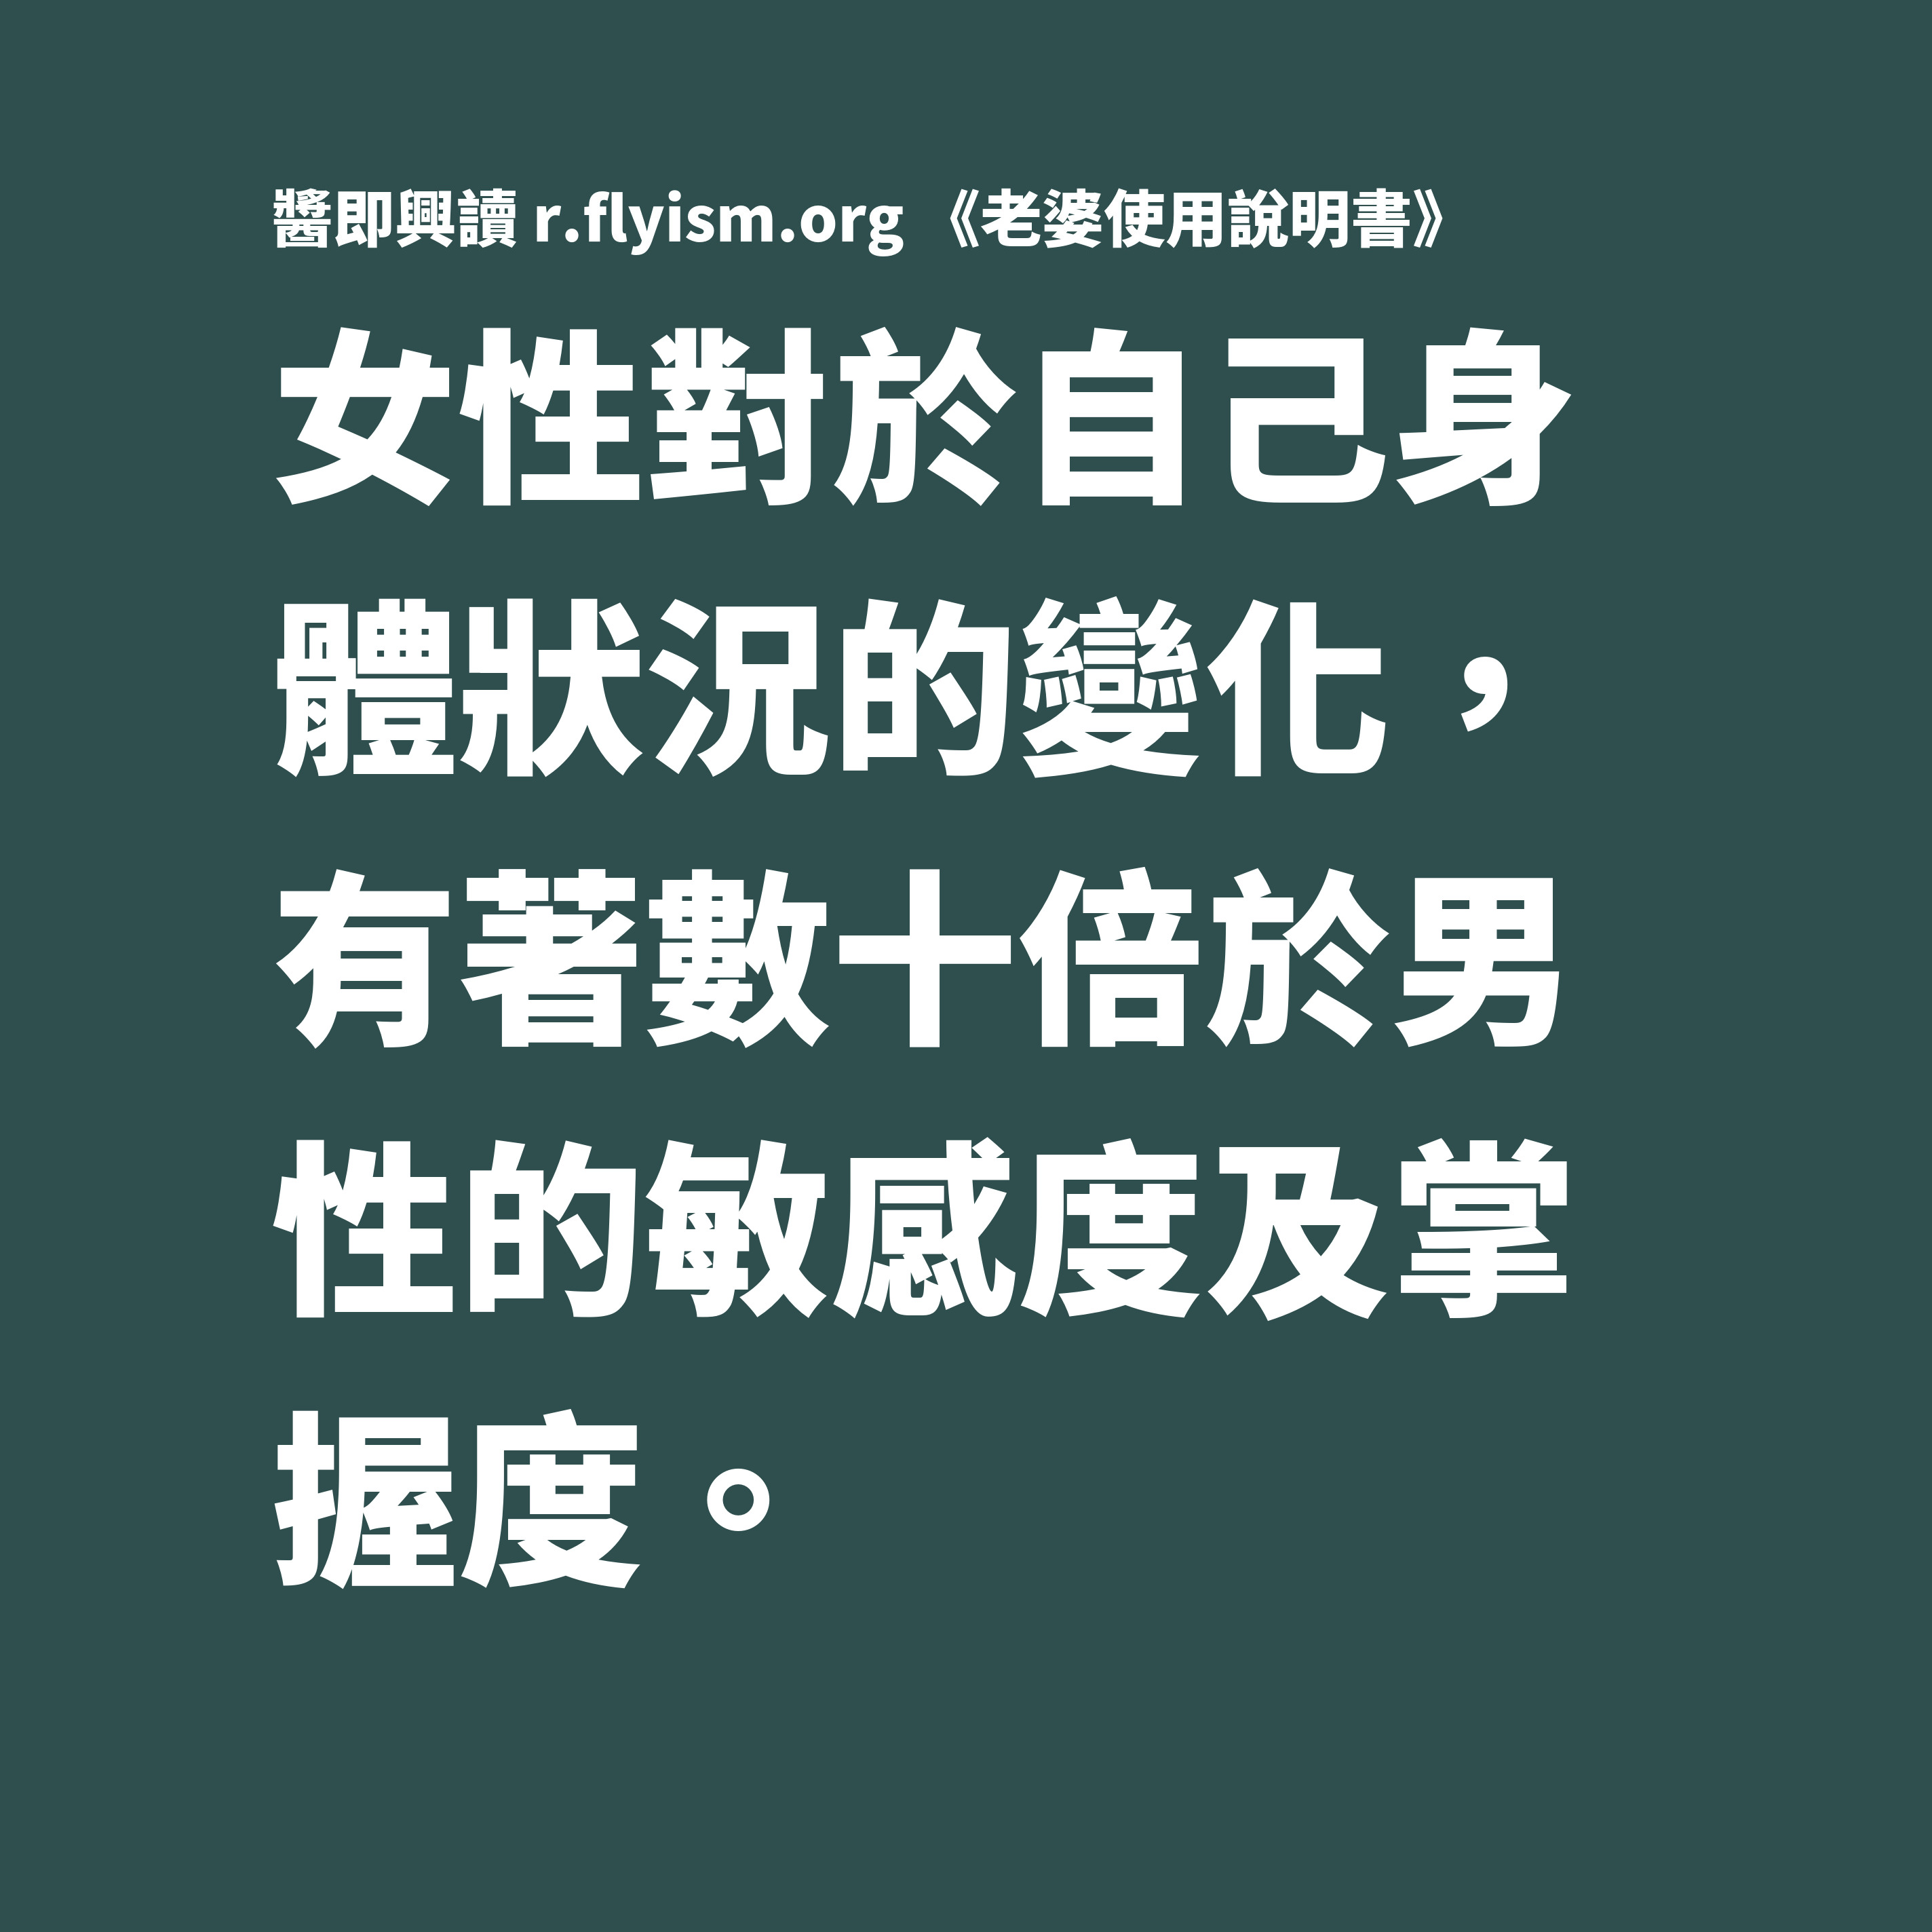 豔即與讀 r.flyism.org 《老婆使用說明書》
女性對於自己身
體狀況的變化，
有著數十倍於男
性的敏感度及掌
握度。